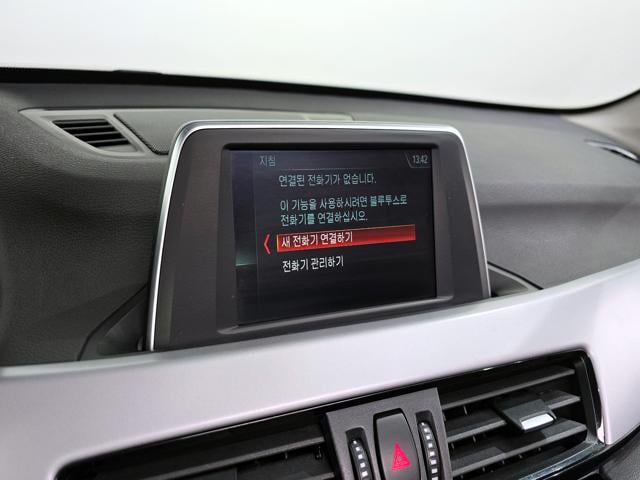 지침
13:42
연결된 전화기가 없습니다.
이 기능을 사용하시려면 블루투스로
전화기를 연결하십시오.
새 전화기 연결하기
전화기 관리하기